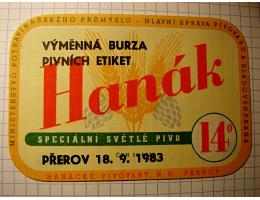 MINISTERSTVO POTRAVINÁŘSKÉHO PRŮMYSLU - HLAVNÍ SPRÁVA PIVOVARŮ A SLADOVEN PRAHA
VÝMĚNNÁ BURZA
PIVNÍCH ETIKET
Hanák
SPECIÁLNÍ SVĚTLÉ PIVO
14°
PŘEROV 18. 9. 1983
HANÁCKÉ PIVOVARY, N. P. PŘEROV